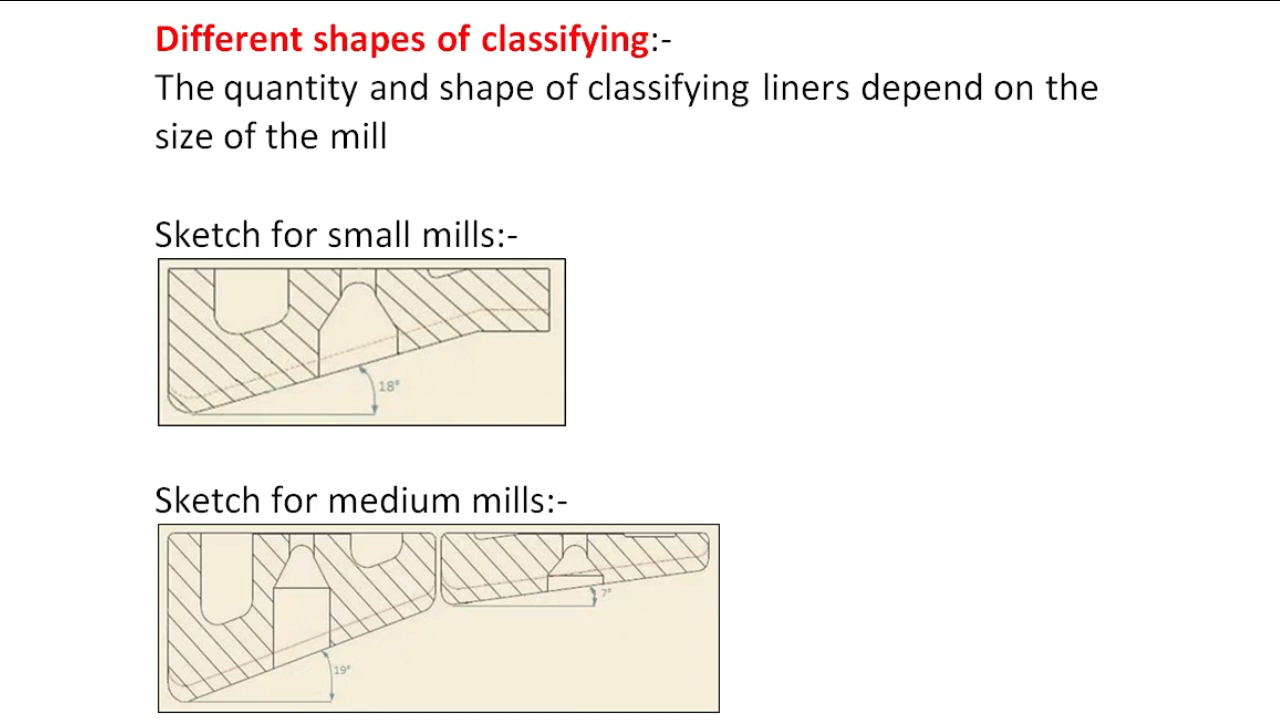 Different shapes of classifying:-
The quantity and shape of classifying liners depend on the
size of the mill
Sketch for small mills:-
18°
Sketch for medium mills:-
7°
19°